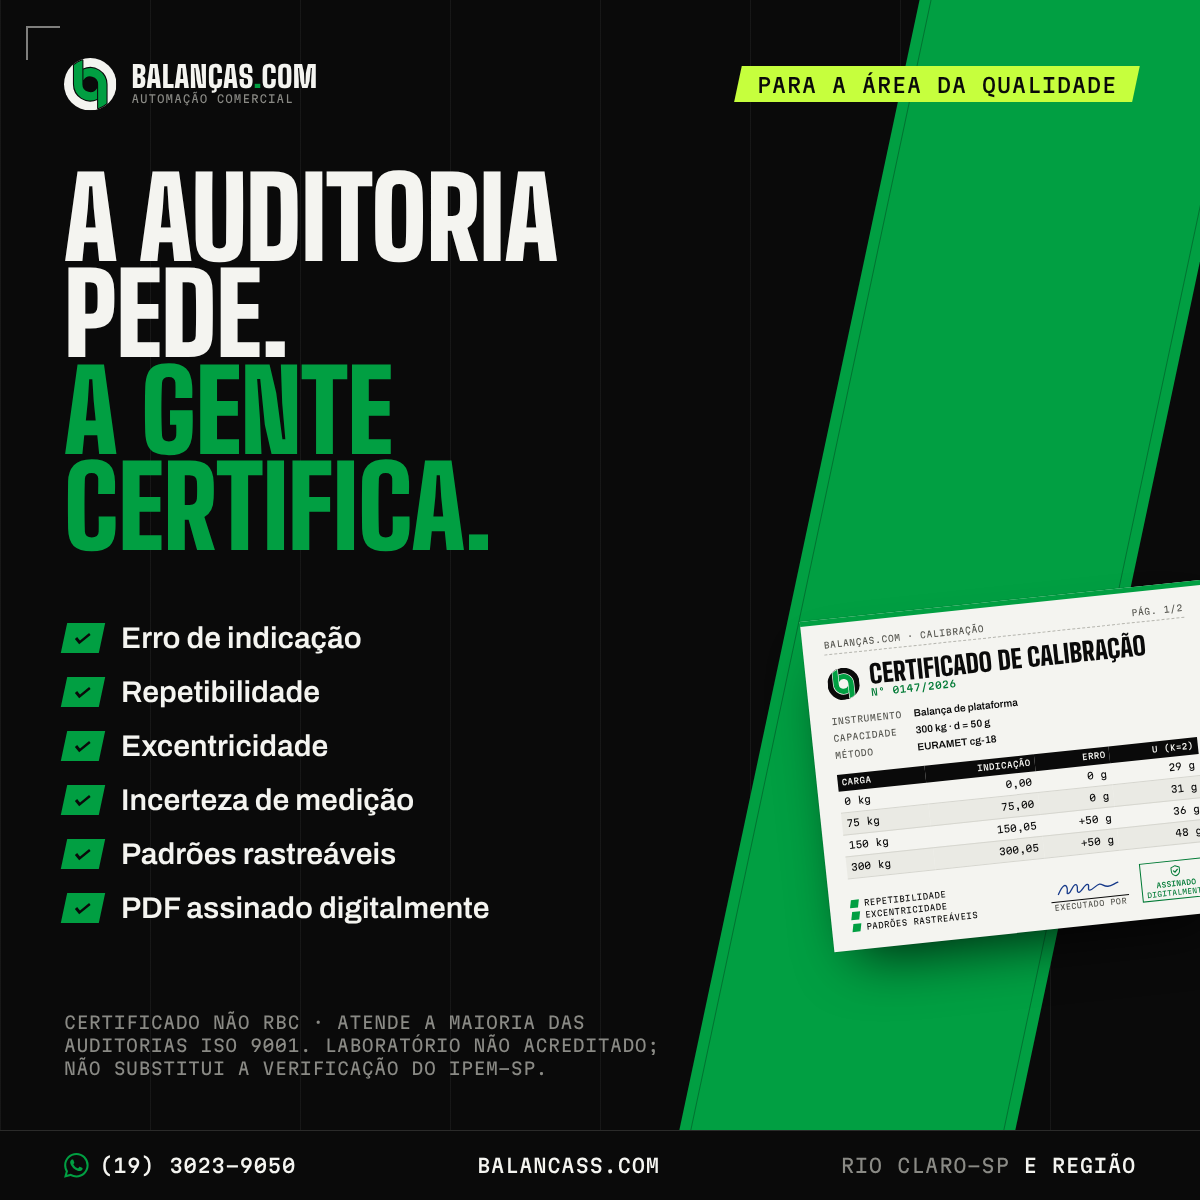 BALANÇAS.COM
AUTOMAÇÃO COMERCIAL
PARA A ÁREA DA QUALIDADE
A AUDITORIA
PEDE.
A GENTE
CERTIFICA.
Erro de indicação
Repetibilidade
Excentricidade
Incerteza de medição
Padrões rastreáveis
PDF assinado digitalmente
BALANÇAS.COM · CALIBRAÇÃO
PÁG. 1/2
CERTIFICADO DE CALIBRAÇÃO
N° 0147/2026
INSTRUMENTO Balança de plataforma
CAPACIDADE 300 kg · d = 50 g
MÉTODO EURAMET cg-18
CARGA INDICAÇÃO ERRO U (K=2)
0 kg 0,00 0 g 29 g
75 kg 75,00 0 g 31 g
150 kg 150,05 +50 g 36 g
300 kg 300,05 +50 g 48 g
REPETIBILIDADE
EXCENTRICIDADE
PADRÕES RASTREÁVEIS
EXECUTADO POR
ASSINADO
DIGITALMENT
CERTIFICADO NÃO RBC · ATENDE A MAIORIA DAS
AUDITORIAS ISO 9001. LABORATÓRIO NÃO ACREDITADO;
NÃO SUBSTITUI A VERIFICAÇÃO DO IPEM-SP.
(19) 3023-9050
BALANCASS.COM
RIO CLARO-SP E REGIÃO